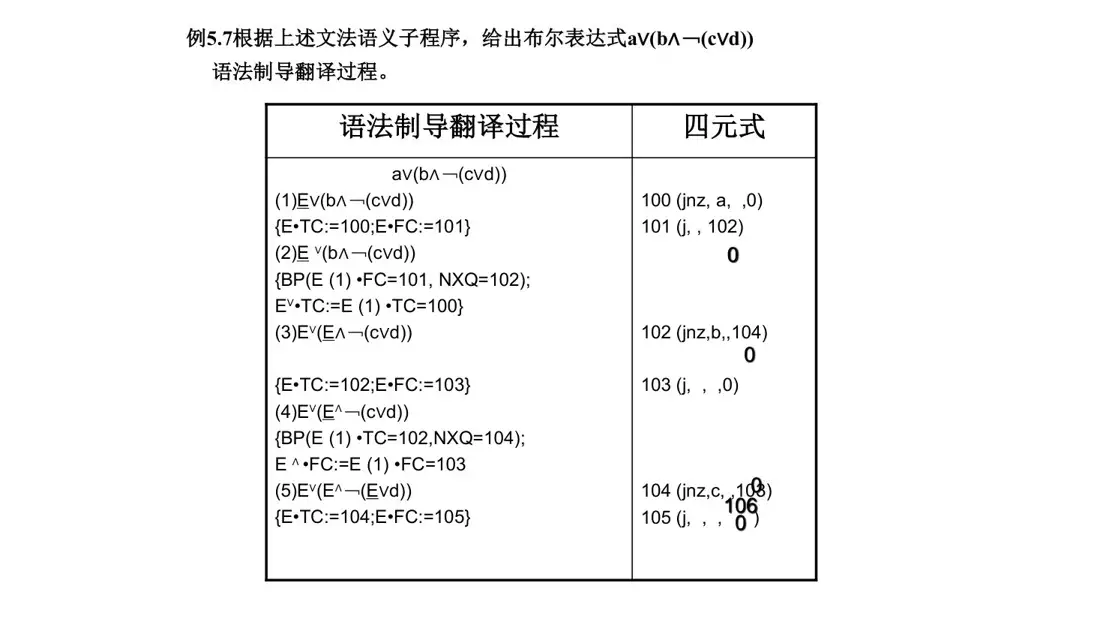 例5.7根据上述文法语义子程序，给出布尔表达式a∨(b∧￢(c∨d))
语法制导翻译过程。
语法制导翻译过程 四元式
a∨(b∧￢(c∨d))
(1)E∨(b∧￢(c∨d)) 100 (jnz, a, ,0)
{E•TC:=100;E•FC:=101} 101 (j, , 102)
(2)E ∨(b∧￢(c∨d)) 0
{BP(E (1) •FC=101, NXQ=102);
E∨•TC:=E (1) •TC=100}
(3)E∨(E∧￢(c∨d)) 102 (jnz,b,,104)
0
{E•TC:=102;E•FC:=103} 103 (j, , ,0)
(4)E∨(E∧￢(c∨d))
{BP(E (1) •TC=102,NXQ=104);
E ∧ •FC:=E (1) •FC=103
(5)E∨(E∧￢(E∨d)) 104 (jnz,c, ,103) 0
106
{E•TC:=104;E•FC:=105} 105 (j, , , 0 )